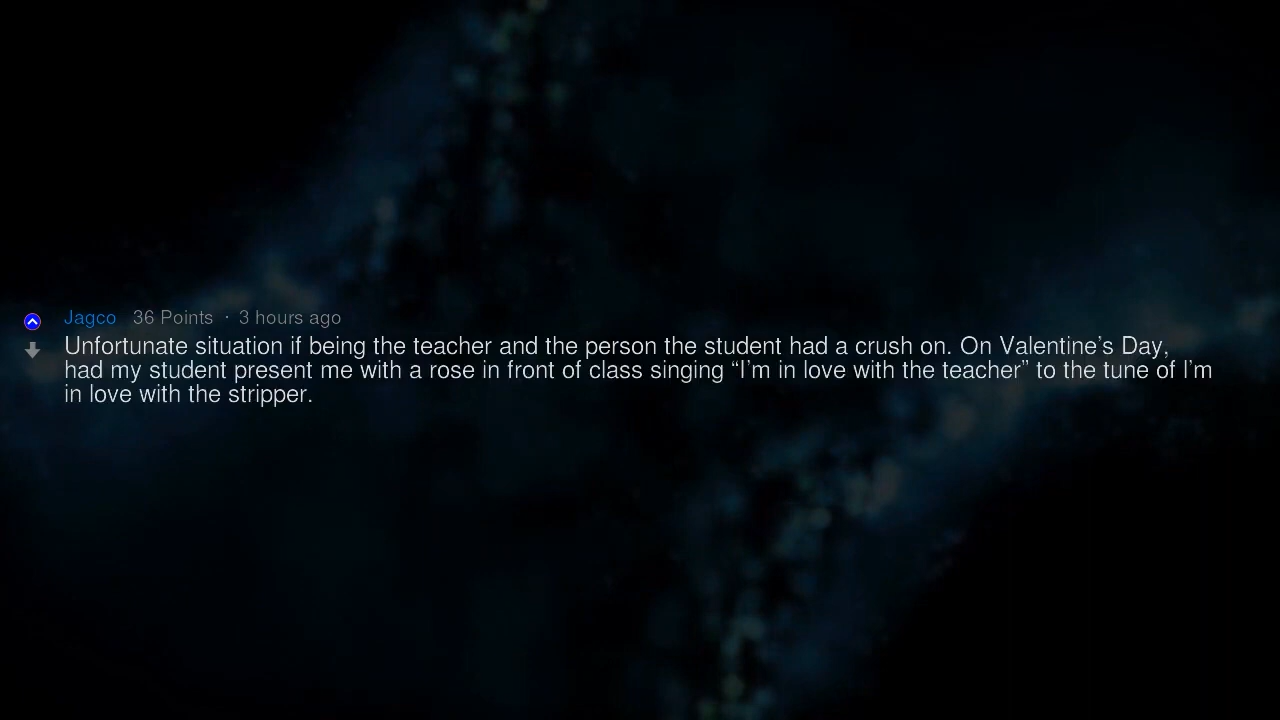 Jagco 36 Points · 3 hours ago
Unfortunate situation if being the teacher and the person the student had a crush on. On Valentine’s Day,
had my student present me with a rose in front of class singing “I’m in love with the teacher” to the tune of I’m
in love with the stripper.